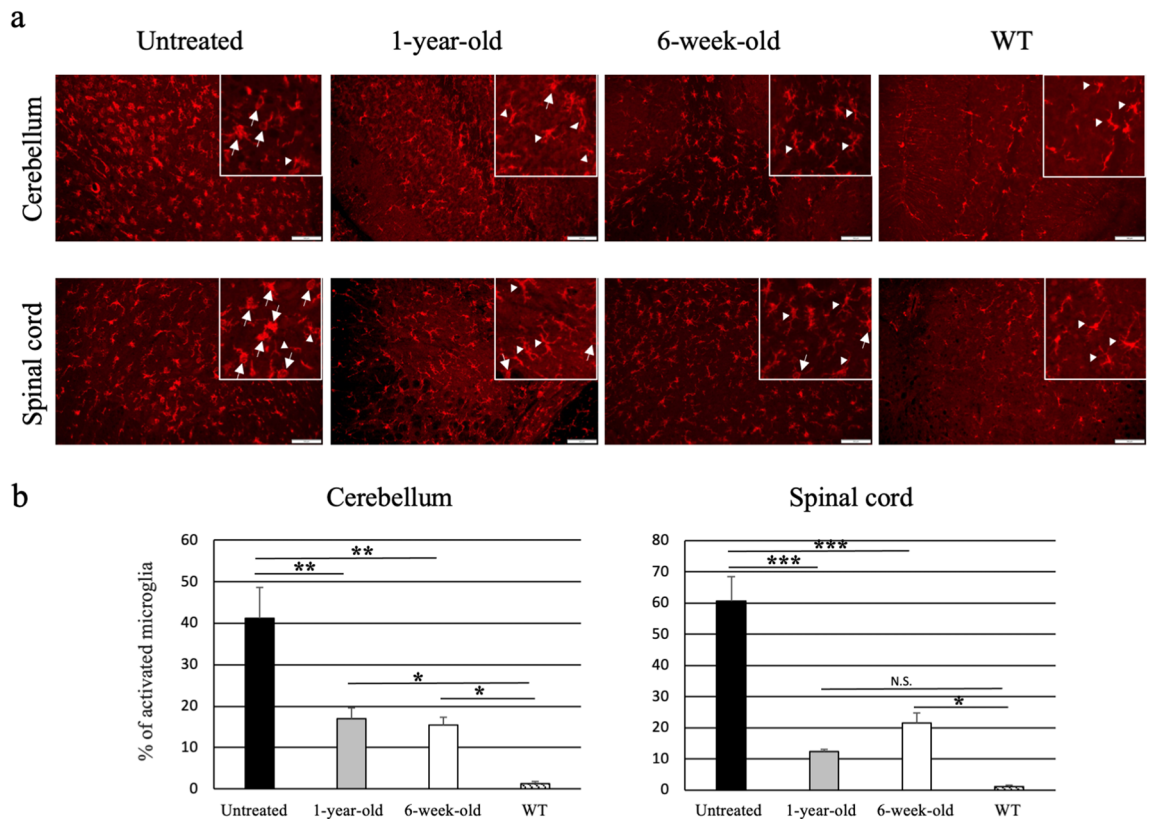 a
Untreated 1-year-old 6-week-old WT
Cerebellum
Spinal cord
b
Cerebellum Spinal cord
% of activated microglia
60
50
40
30
20
10
0
**
**
*
*
Untreated 1-year-old 6-week-old WT
80
70
60
50
40
30
20
10
0
***
***
N.S.
*
Untreated 1-year-old 6-week-old WT